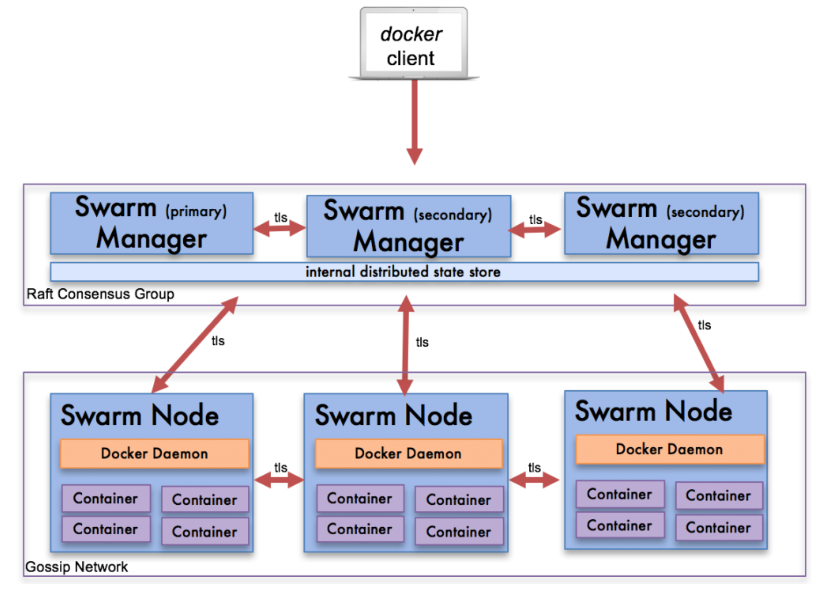 docker
client
Swarm (primary)
Manager
tls
Swarm (secondary)
Manager
tls
Swarm (secondary)
Manager
internal distributed state store
Raft Consensus Group
tls
tls
tls
Swarm Node
Docker Daemon
Container Container
Container Container
tls
Swarm Node
Docker Daemon
Container Container
Container Container
tls
Swarm Node
Docker Daemon
Container Container
Container Container
Gossip Network